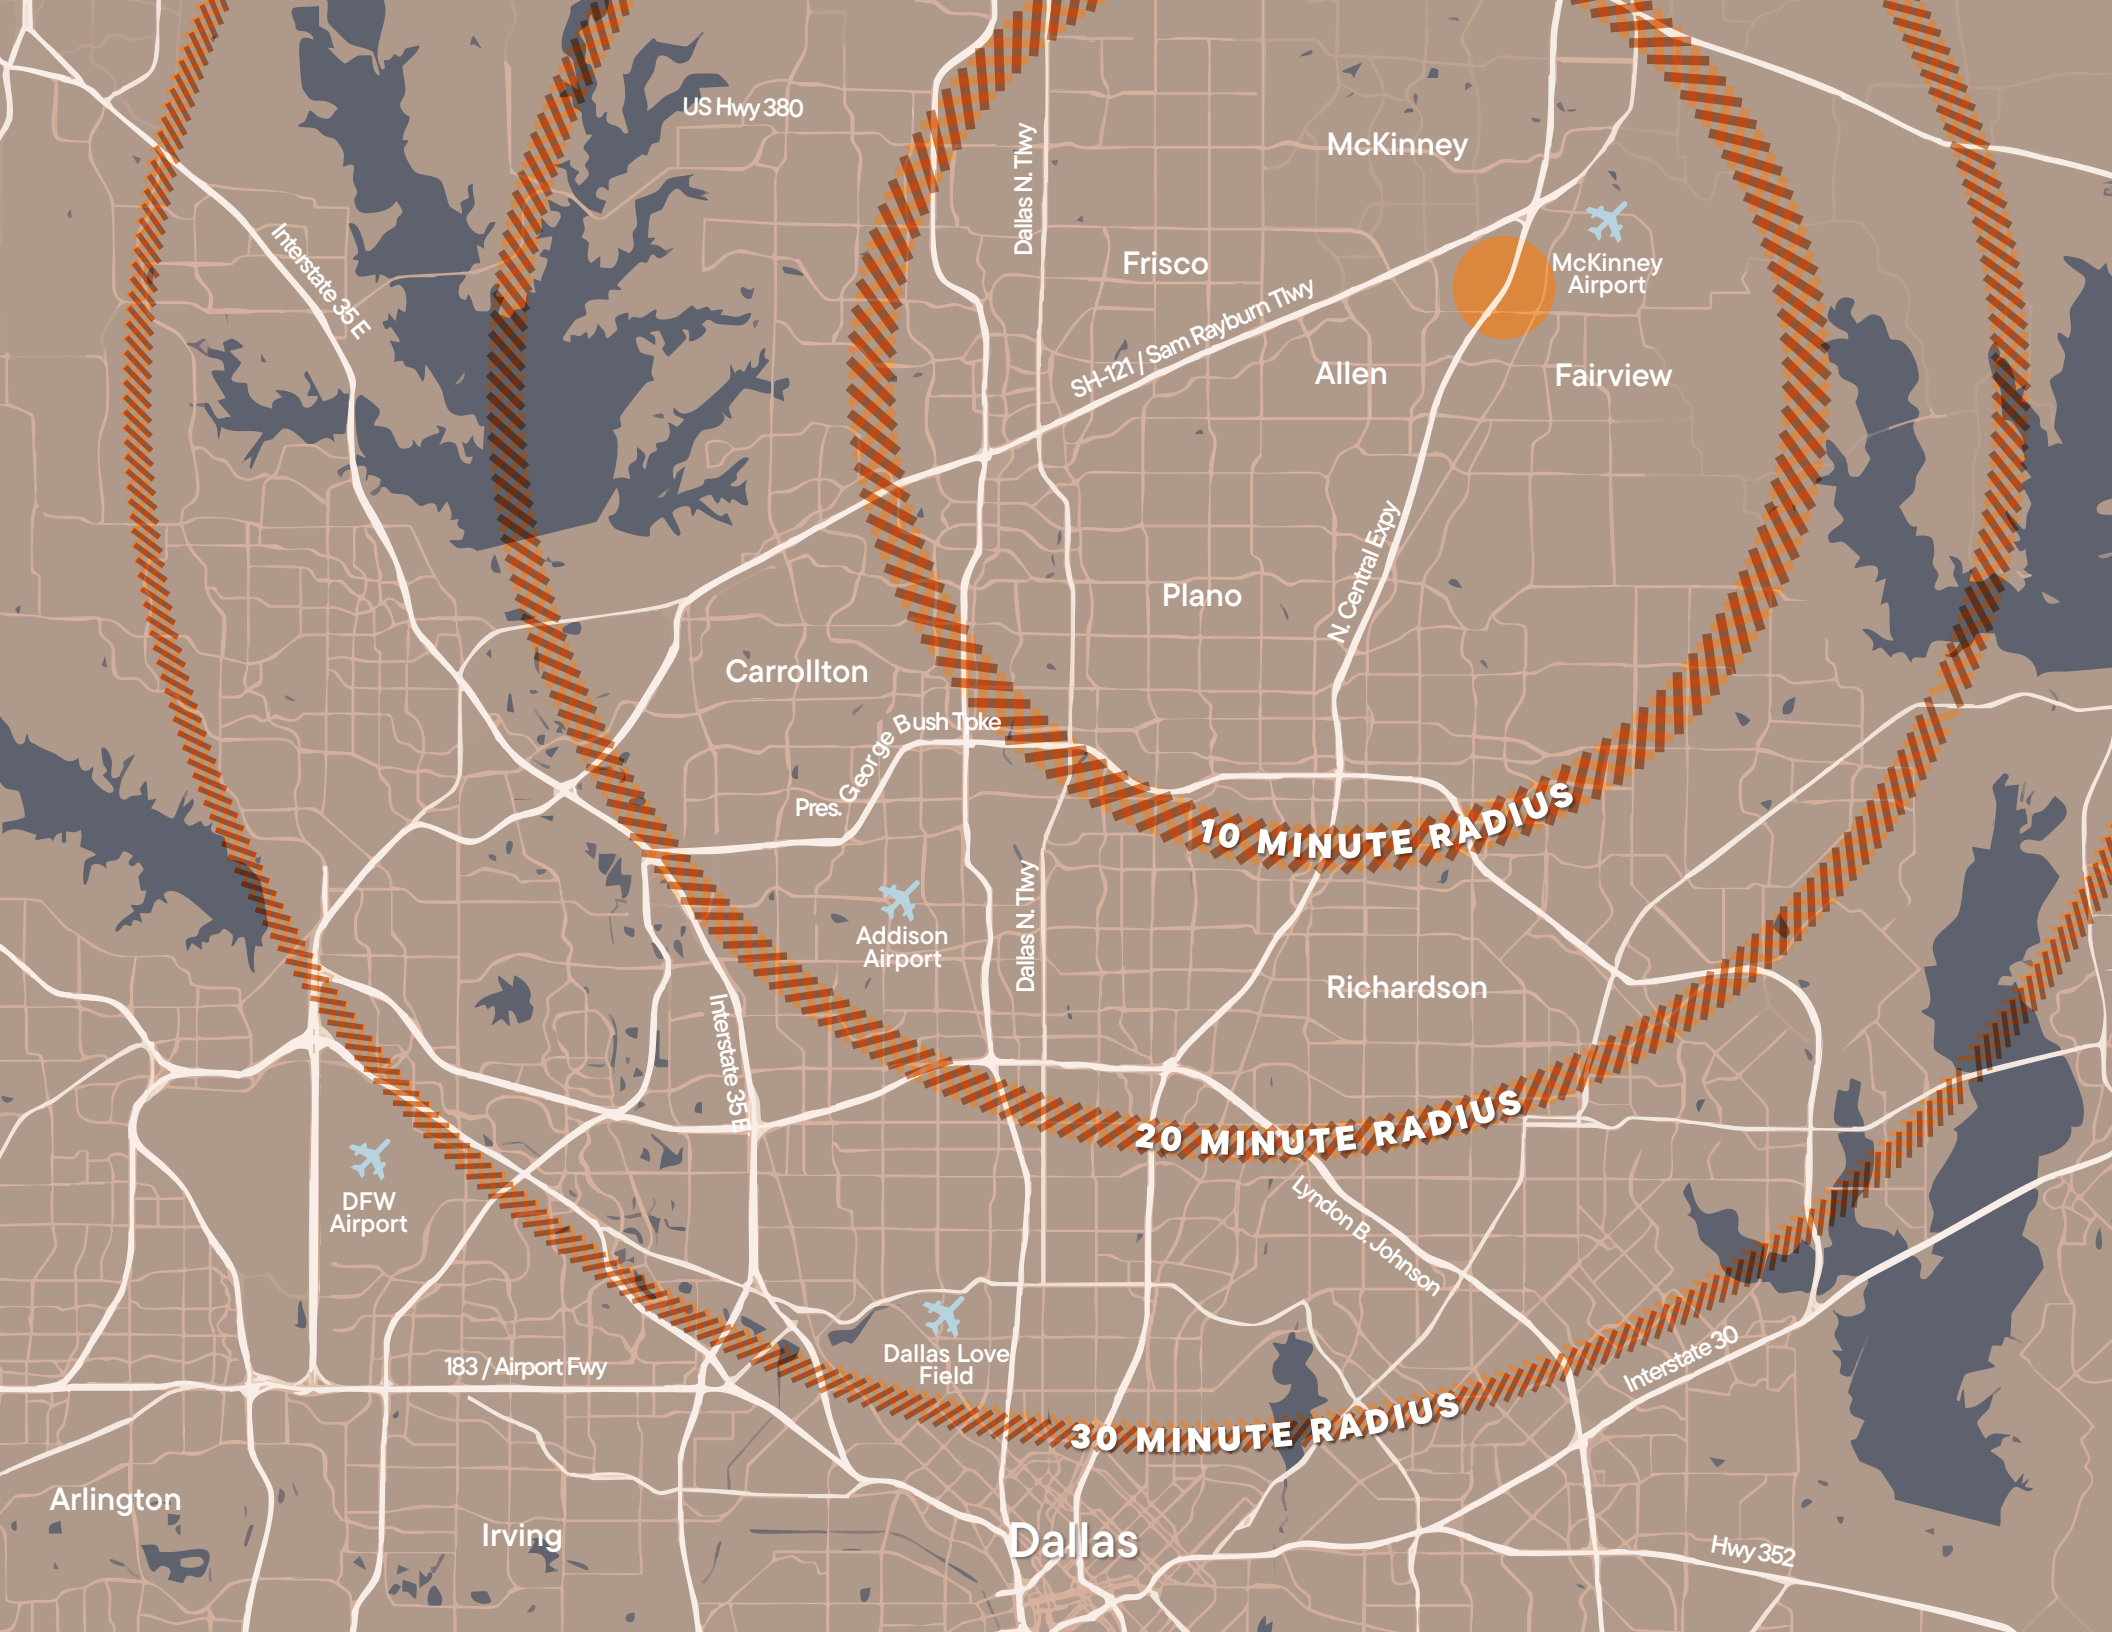 US Hwy 380
Dallas N. Tlwy
McKinney
Interstate 35 E
Frisco
McKinney
Airport
SH-121 / Sam Rayburn Tlwy
Allen
Fairview
N. Central Expy
Plano
Carrollton
Pres. George Bush Toke
10 MINUTE RADIUS
Addison
Airport
Dallas N. Tlwy
Richardson
Interstate 35 E
20 MINUTE RADIUS
DFW
Airport
Lyndon B. Johnson
Dallas Love
Field
183 / Airport Fwy
Interstate 30
30 MINUTE RADIUS
Arlington
Irving
Dallas
Hwy 352